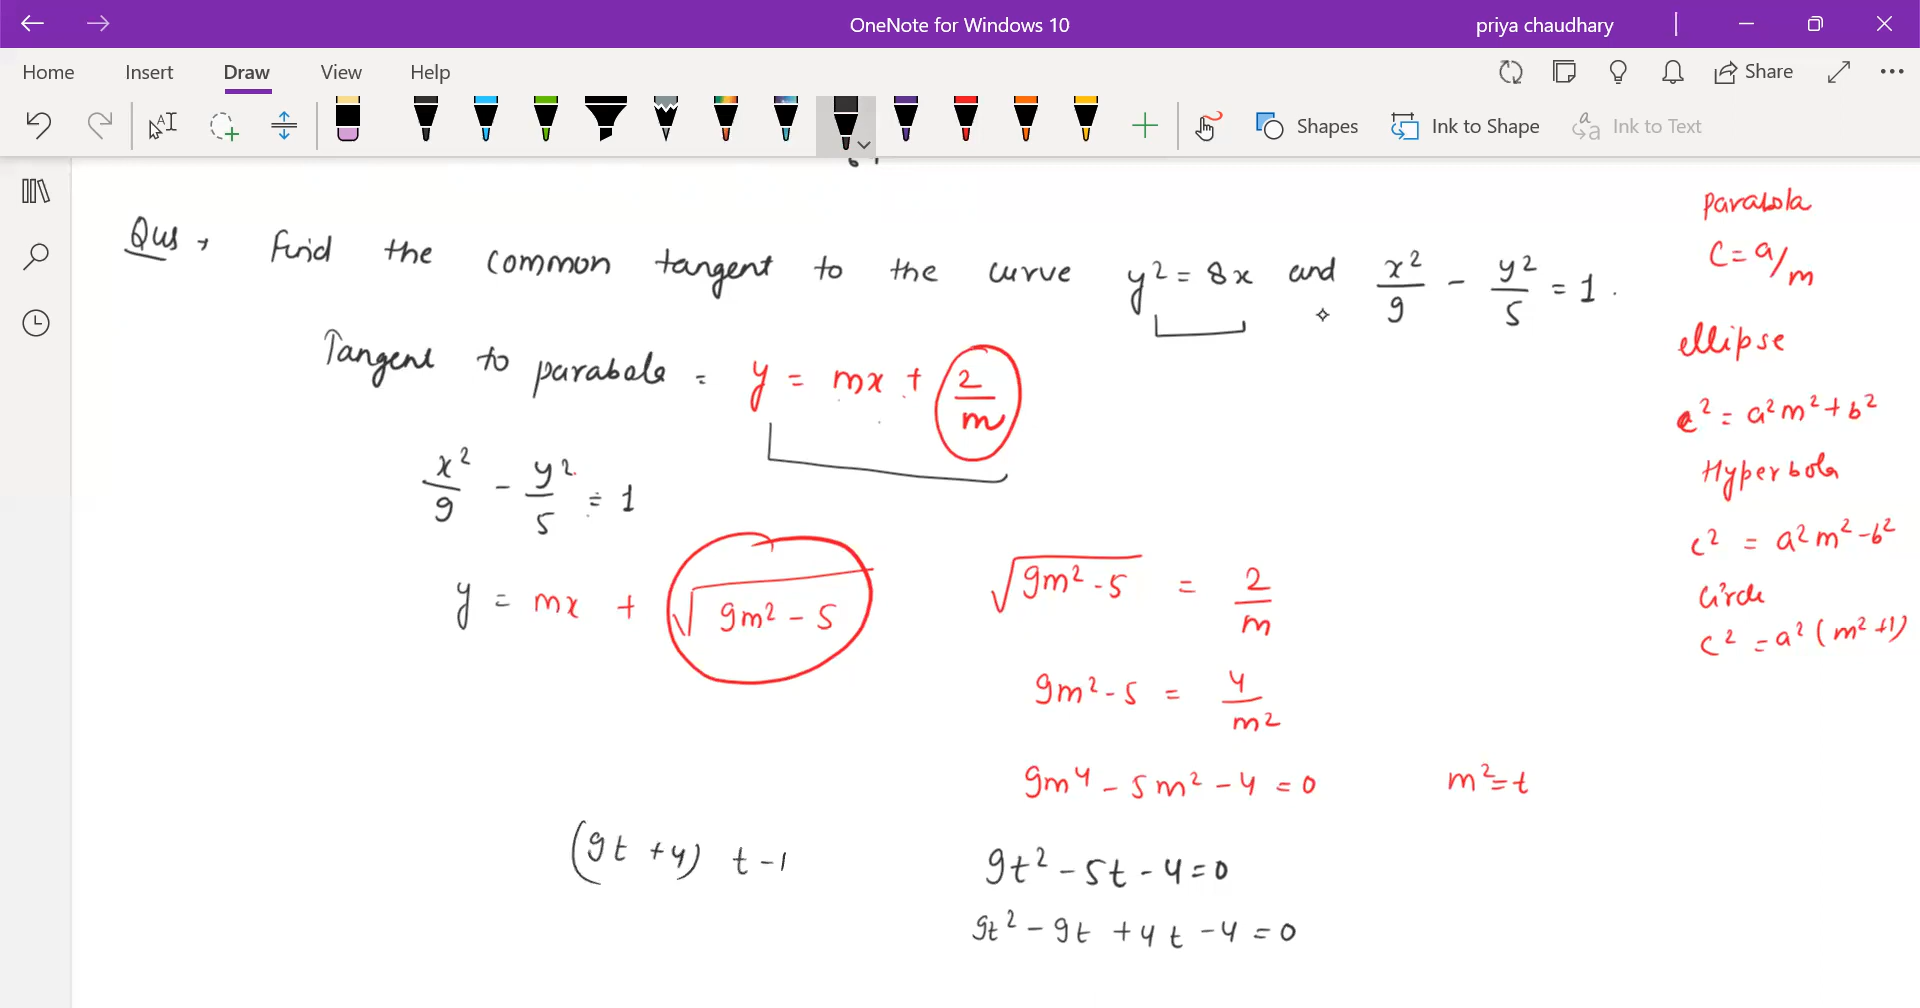 OneNote for Windows 10
priya chaudhary
Home Insert Draw View Help
Share
Shapes Ink to Shape Ink to Text
Qus, Find the common tangent to the curve y² = 8x and x²/9 - y²/5 = 1.
Tangent to parabola = y = mx + 2/m
x²/9 - y²/5 = 1
y = mx + √(9m² - 5)
√(9m² - 5) = 2/m
9m² - 5 = 4/m²
9m⁴ - 5m² - 4 = 0 m² = t
(9t + 4) t - 1
9t² - 5t - 4 = 0
9t² - 9t + 4t - 4 = 0
Parabola
C = a/m
ellipse
c² = a²m² + b²
Hyperbola
c² = a²m² - b²
Circle
c² = a² (m² + 1)